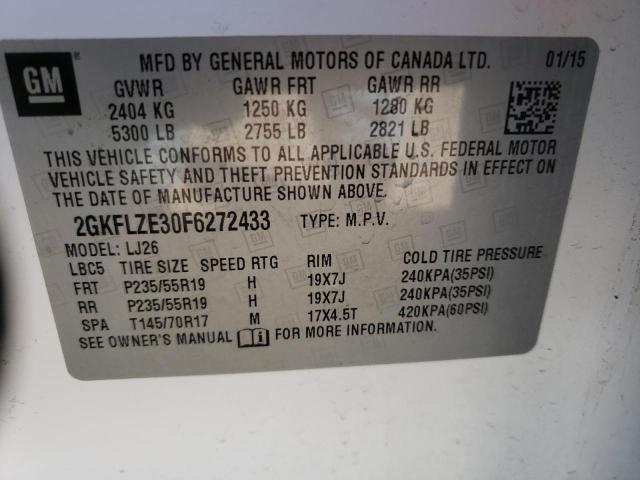 GM
MFD BY GENERAL MOTORS OF CANADA LTD. 01/15
GVWR GAWR FRT GAWR RR
2404 KG 1250 KG 1280 KG
5300 LB 2755 LB 2821 LB
THIS VEHICLE CONFORMS TO ALL APPLICABLE U.S. FEDERAL MOTOR
VEHICLE SAFETY AND THEFT PREVENTION STANDARDS IN EFFECT ON
THE DATE OF MANUFACTURE SHOWN ABOVE.
2GKFLZE30F6272433 TYPE: M.P.V.
MODEL: LJ26
LBC5 TIRE SIZE SPEED RTG RIM COLD TIRE PRESSURE
FRT P235/55R19 H 19X7J 240KPA(35PSI)
RR P235/55R19 H 19X7J 240KPA(35PSI)
SPA T145/70R17 M 17X4.5T 420KPA(60PSI)
SEE OWNER'S MANUAL FOR MORE INFORMATION.